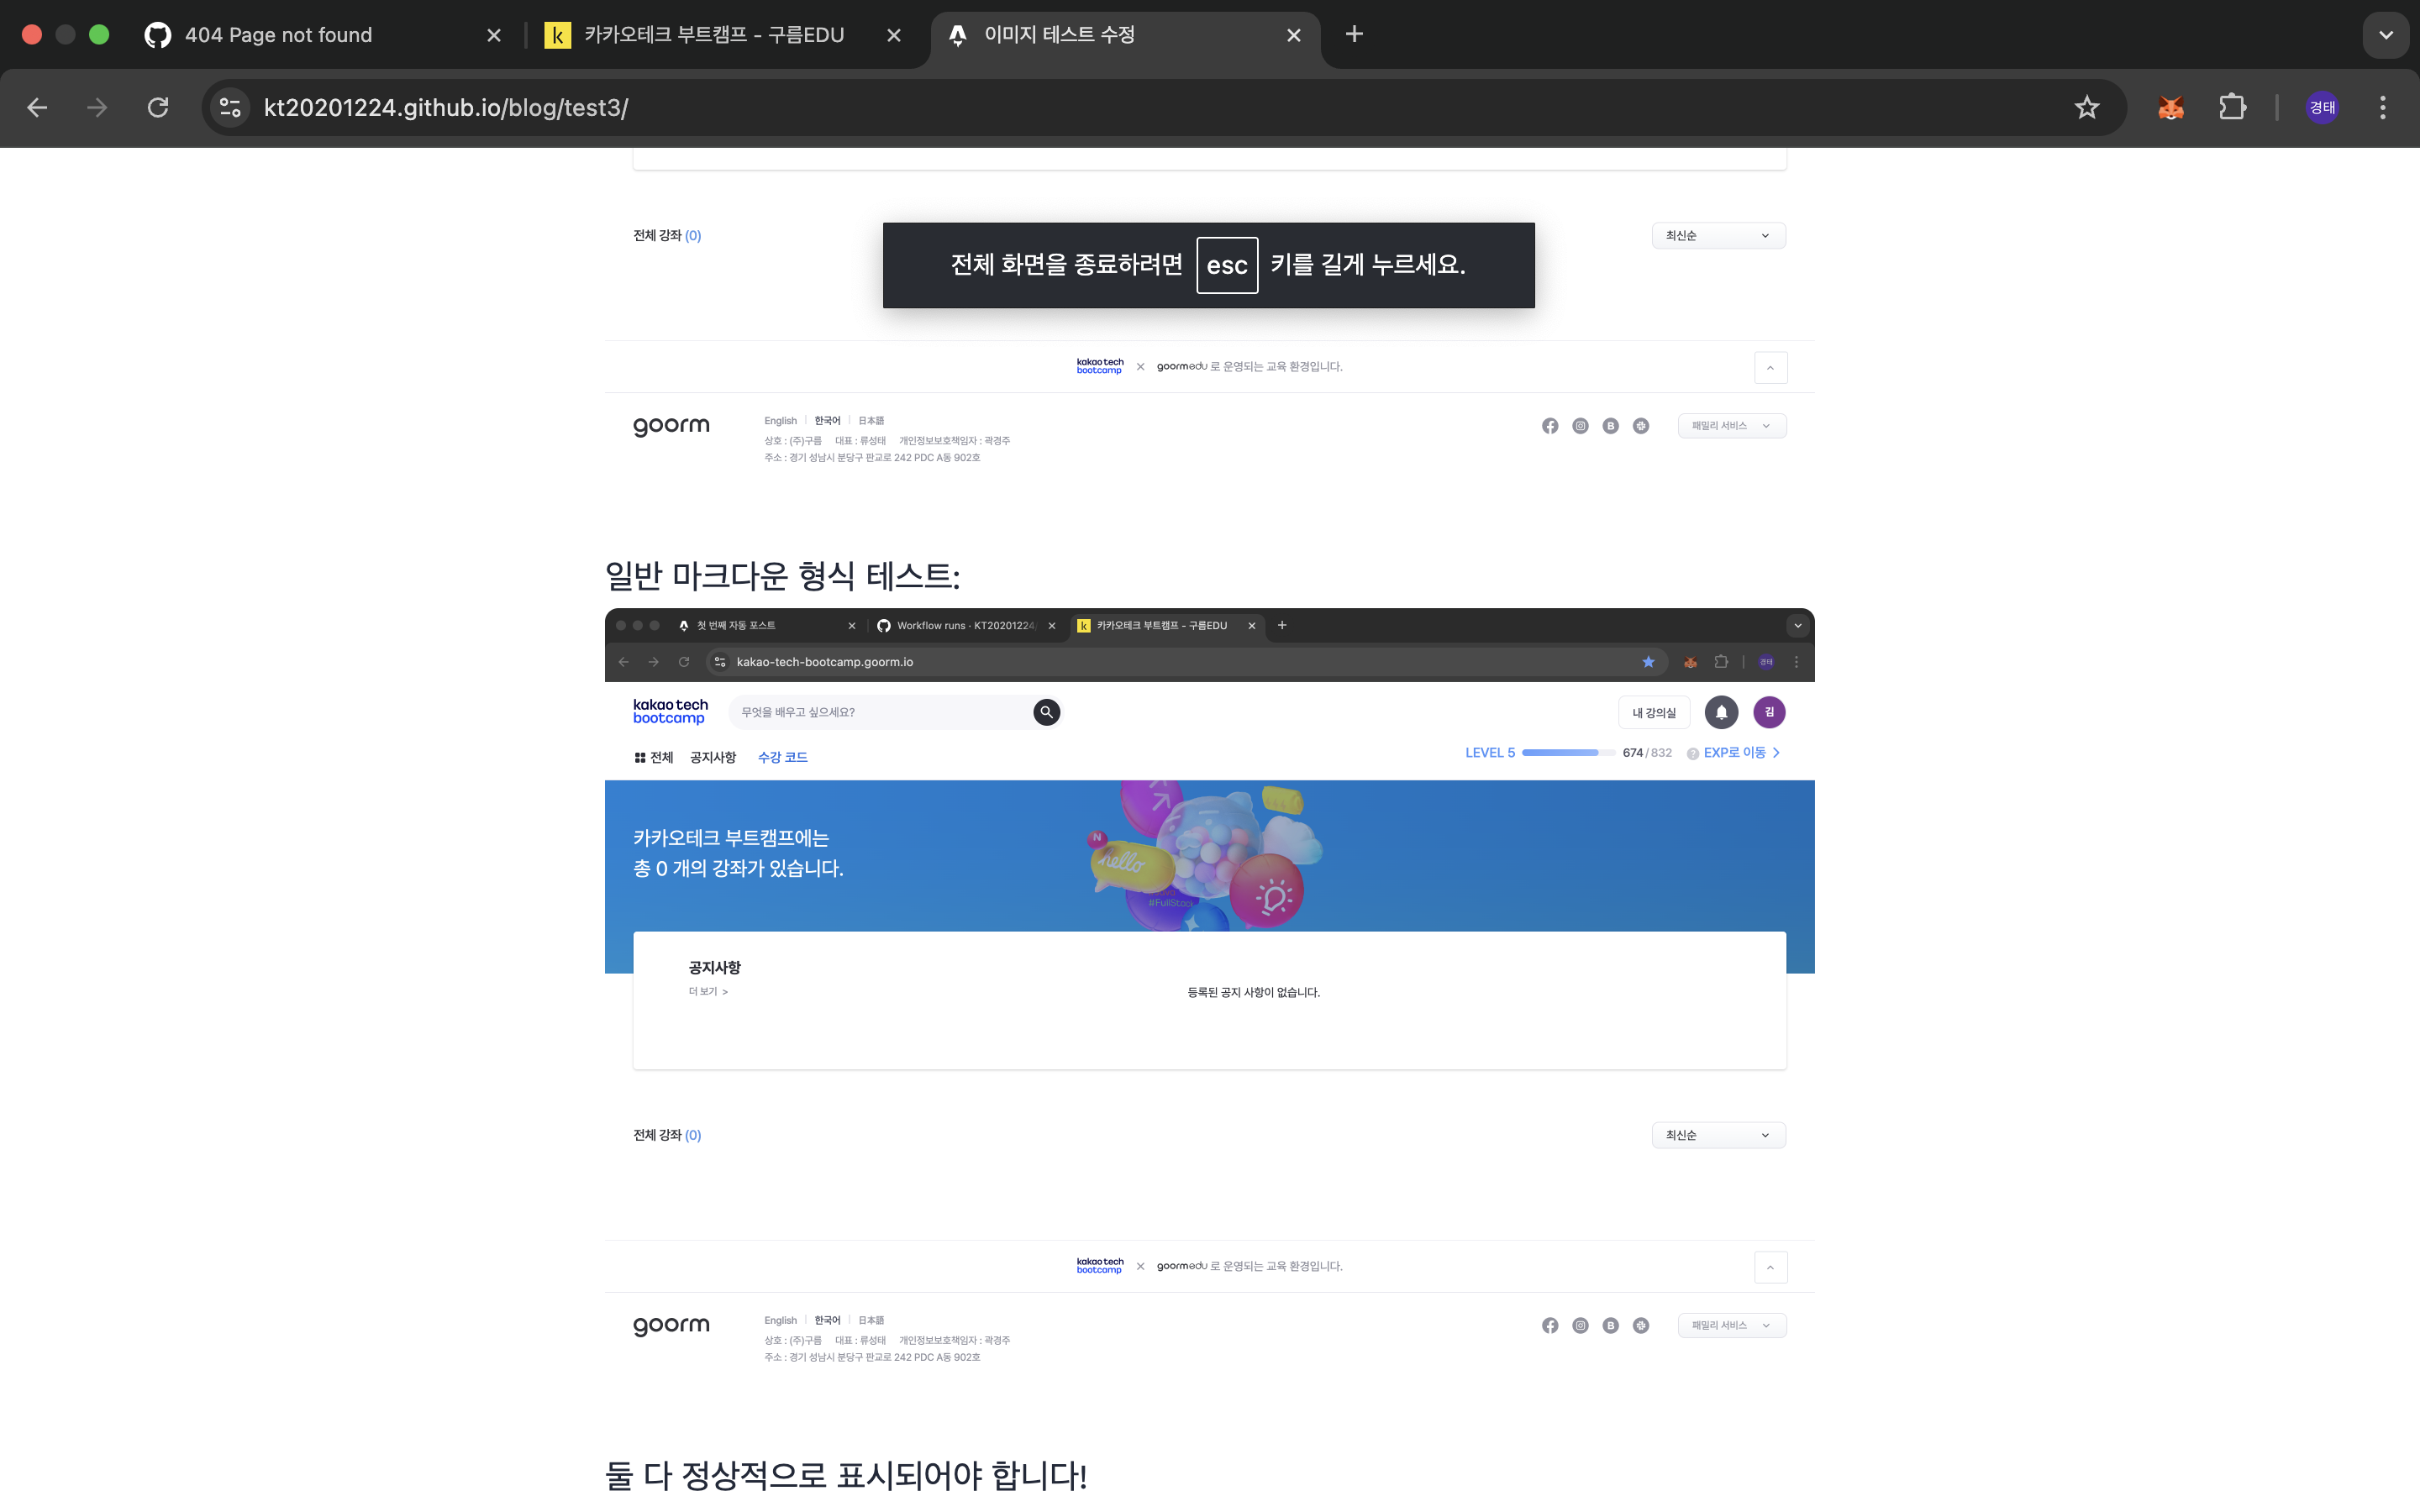 404 Page not found
카카오테크 부트캠프 - 구름EDU
이미지 테스트 수정
kt20201224.github.io/blog/test3/
경태
전체 강좌 (0)
전체 화면을 종료하려면 esc 키를 길게 누르세요.
최신순
kakao tech bootcamp × goormedu 로 운영되는 교육 환경입니다.
goorm
English 한국어 日本語
상호 : (주)구름 대표 : 류성태 개인정보보호책임자 : 곽경주
주소 : 경기 성남시 분당구 판교로 242 PDC A동 902호
패밀리 서비스
일반 마크다운 형식 테스트:
첫 번째 자동 포스트
Workflow runs · KT20201224
카카오테크 부트캠프 - 구름EDU
kakao-tech-bootcamp.goorm.io
경태
kakao tech
bootcamp
무엇을 배우고 싶으세요?
내 강의실
김
전체 공지사항 수강 코드
LEVEL 5 674/832 EXP로 이동
카카오테크 부트캠프에는
총 0 개의 강좌가 있습니다.
N
hello
#FullStack
공지사항
더 보기 >
등록된 공지 사항이 없습니다.
전체 강좌 (0)
최신순
kakao tech bootcamp × goormedu 로 운영되는 교육 환경입니다.
goorm
English 한국어 日本語
상호 : (주)구름 대표 : 류성태 개인정보보호책임자 : 곽경주
주소 : 경기 성남시 분당구 판교로 242 PDC A동 902호
패밀리 서비스
둘 다 정상적으로 표시되어야 합니다!